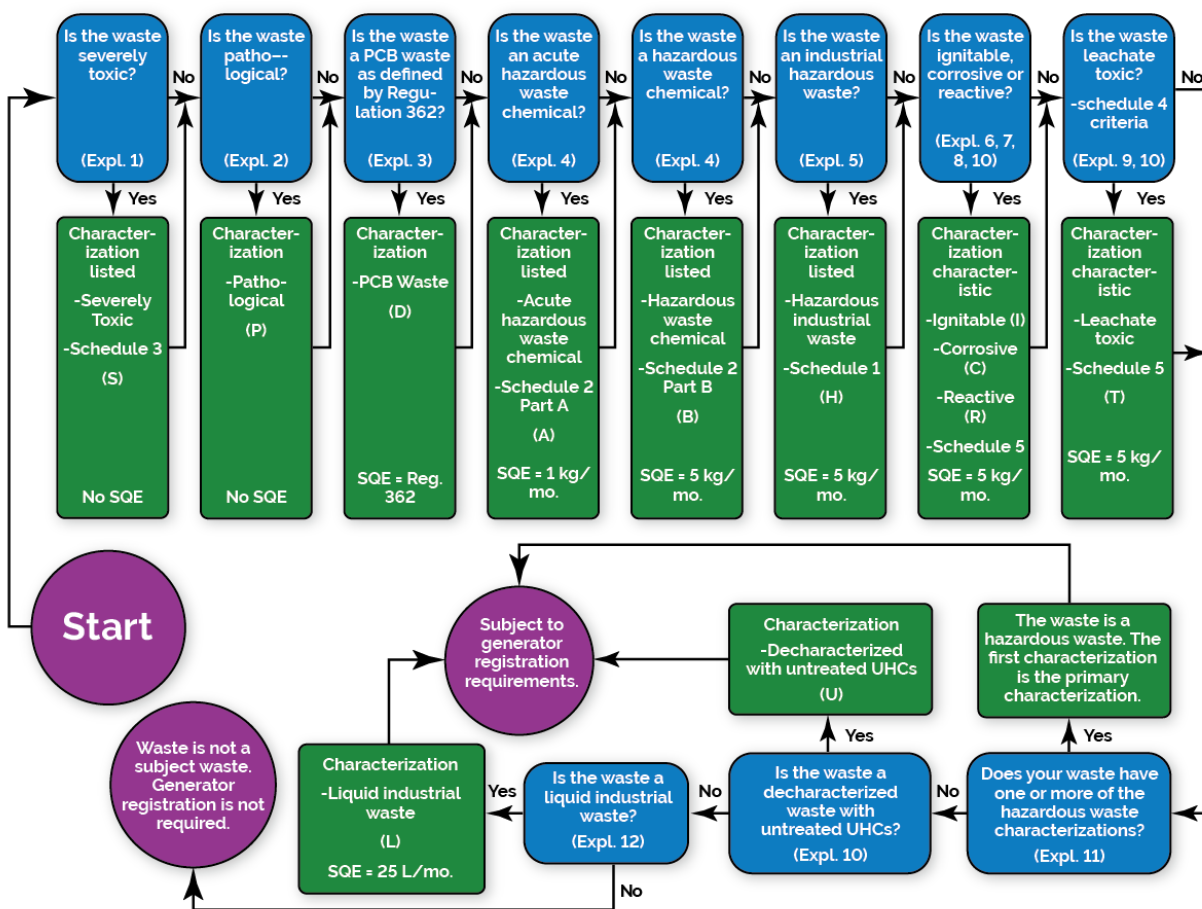 Is the waste
severely
toxic?
(Expl. 1)
No
Is the waste
patho--
logical?
(Expl. 2)
No
Is the waste
a PCB waste
as defined
by Regu-
lation 362?
(Expl. 3)
No
Is the waste
an acute
hazardous
waste
chemical?
(Expl. 4)
No
Is the waste
a hazardous
waste
chemical?
(Expl. 4)
No
Is the waste
an industrial
hazardous
waste?
(Expl. 5)
No
Is the waste
ignitable,
corrosive or
reactive?
(Expl. 6, 7,
8, 10)
No
Is the waste
leachate
toxic?
-schedule 4
criteria
(Expl. 9, 10)
No
Yes
Yes
Yes
Yes
Yes
Yes
Yes
Yes
Character-
ization
listed
-Severely
Toxic
-Schedule 3
(S)
No SQE
Character-
ization
-Patho-
logical
(P)
No SQE
Character-
ization
-PCB Waste
(D)
SQE = Reg.
362
Character-
ization
listed
-Acute
hazardous
waste
chemical
-Schedule 2
Part A
(A)
SQE = 1 kg/
mo.
Character-
ization
listed
-Hazardous
waste
chemical
-Schedule 2
Part B
(B)
SQE = 5 kg/
mo.
Character-
ization
listed
-Hazardous
industrial
waste
-Schedule 1
(H)
SQE = 5 kg/
mo.
Character-
ization
character-
istic
-Ignitable (I)
-Corrosive
(C)
-Reactive
(R)
-Schedule 5
SQE = 5 kg/
mo.
Character-
ization
character-
istic
-Leachate
toxic
-Schedule 5
(T)
SQE = 5 kg/
mo.
Start
Subject to
generator
registration
requirements.
Characterization
-Decharacterized
with untreated UHCs
(U)
The waste is a
hazardous waste. The
first characterization
is the primary
characterization.
Yes
Yes
Waste is not a
subject waste.
Generator
registration is not
required.
Characterization
-Liquid industrial
waste
(L)
SQE = 25 L/mo.
Yes
Is the waste a
liquid industrial
waste?
(Expl. 12)
No
Is the waste a
decharacterized
waste with
untreated UHCs?
(Expl. 10)
No
Does your waste have
one or more of the
hazardous waste
characterizations?
(Expl. 11)
No